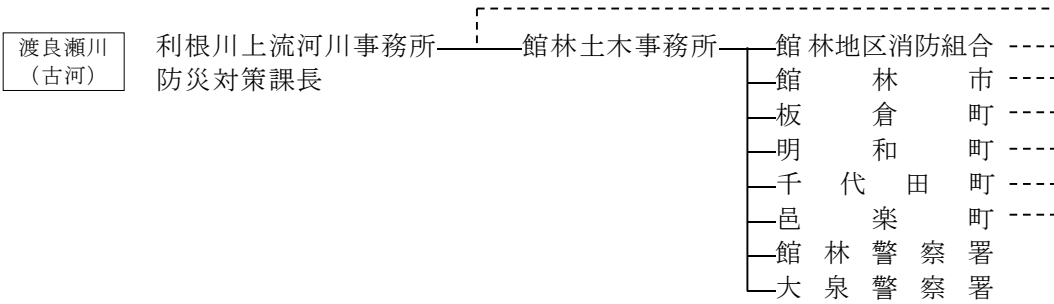 渡良瀬川
（古河）
利根川上流河川事務所
防災対策課長
館林土木事務所
館林地区消防組合
館林市
板倉町
明和町
千代田町
邑楽町
館林警察署
大泉警察署